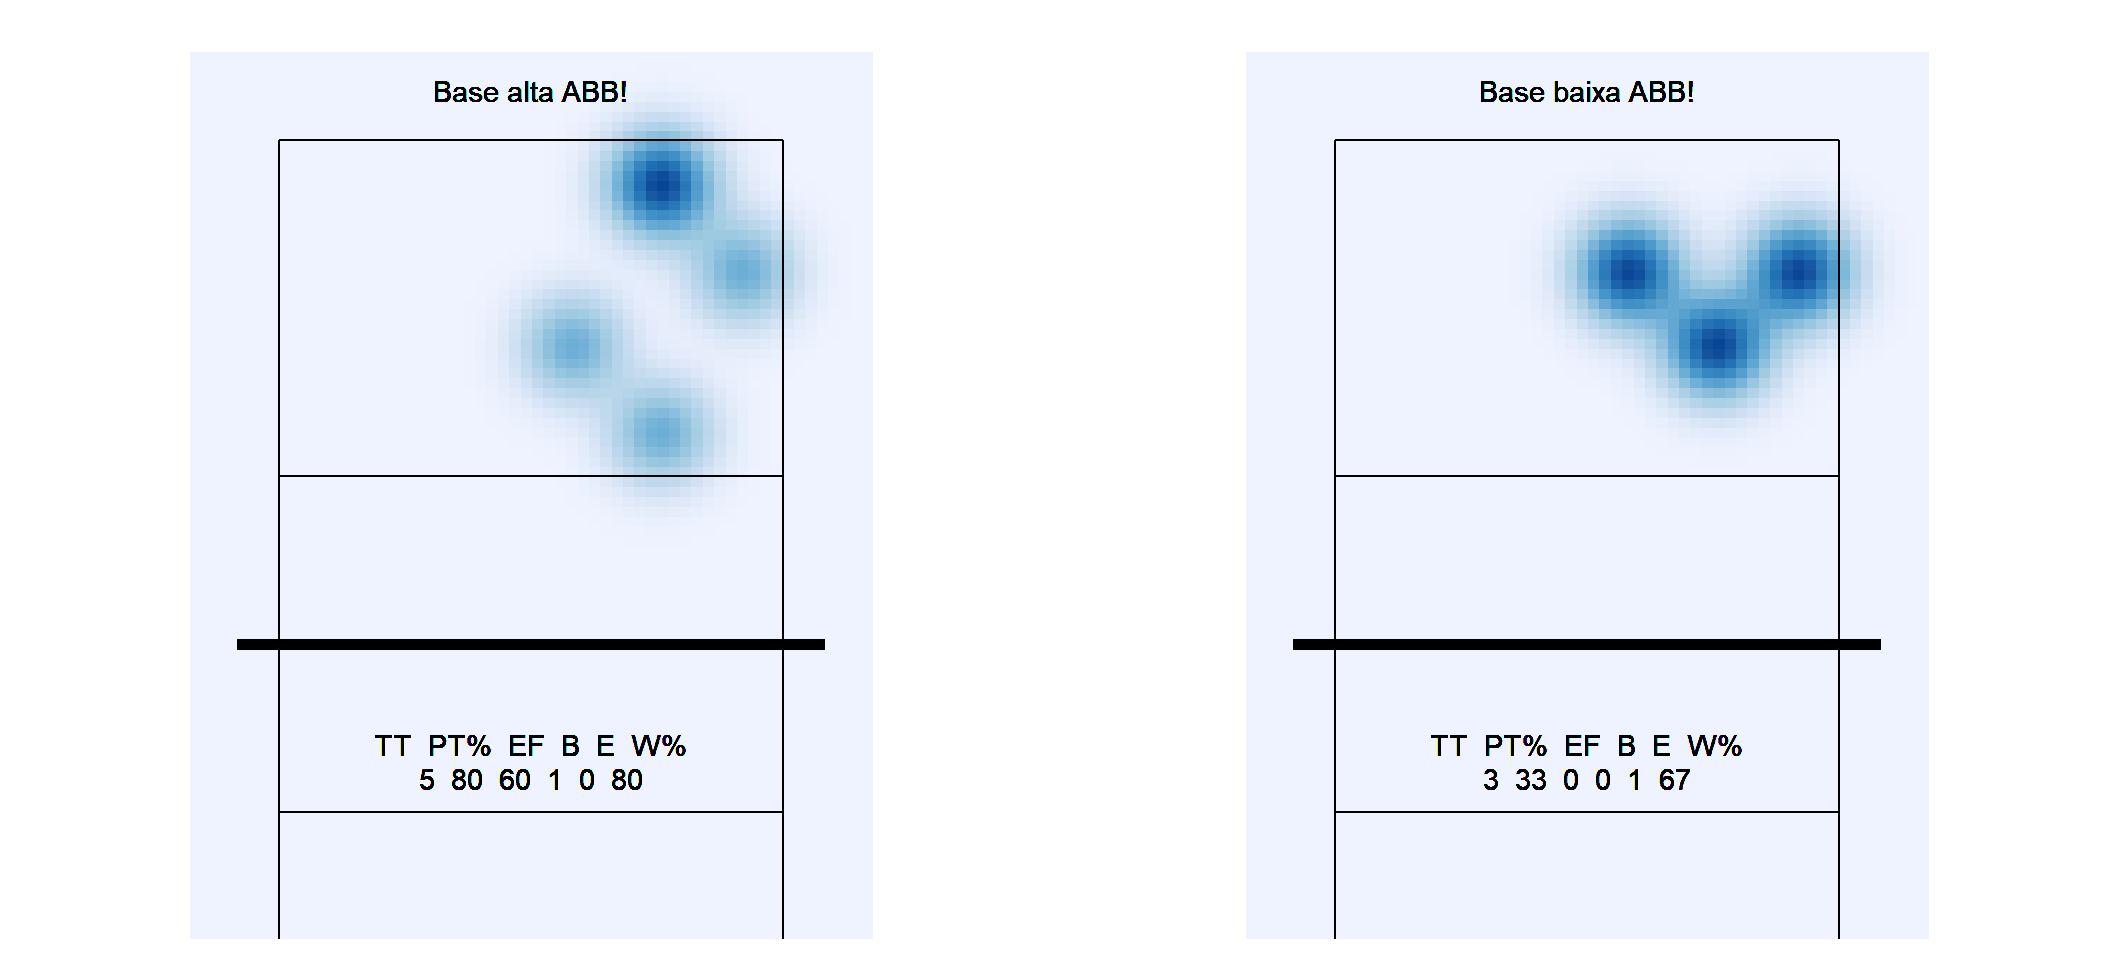 Base alta ABB!
TT PT% EF B E W%
5 80 60 1 0 80
Base baixa ABB!
TT PT% EF B E W%
3 33 0 0 1 67